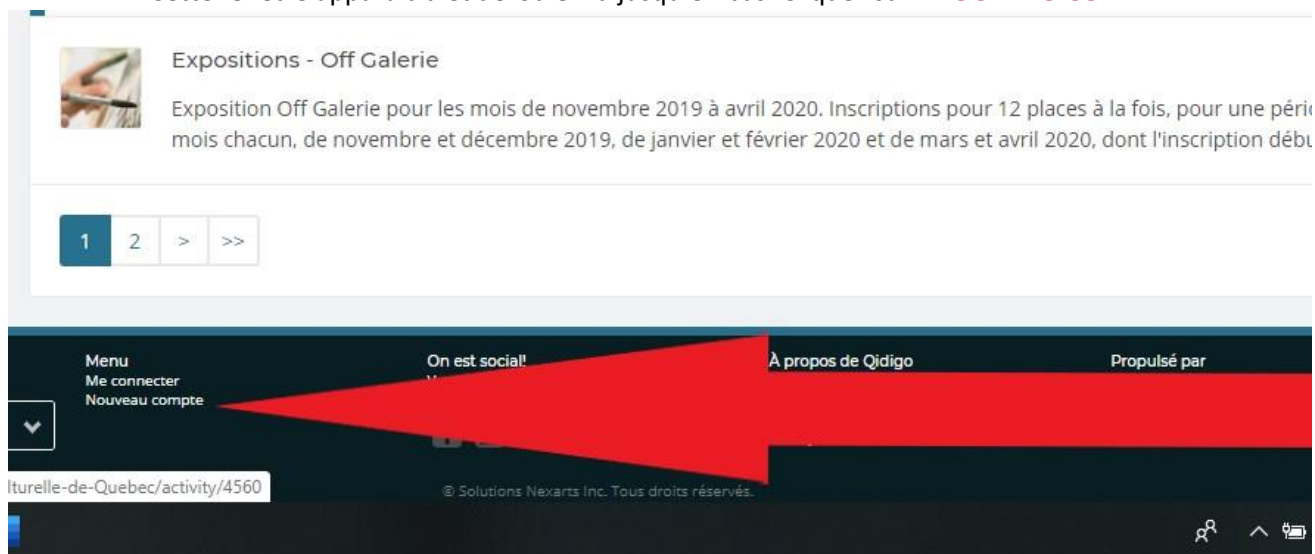 Expositions - Off Galerie
Exposition Off Galerie pour les mois de novembre 2019 à avril 2020. Inscriptions pour 12 places à la fois, pour une
mois chacun, de novembre et décembre 2019, de janvier et février 2020 et de mars et avril 2020, dont l'inscription
1 2 > >>
Menu
Me connecter
Nouveau compte
On est social!
À propos de Qidigo
Propulsé par
lturelle-de-Quebec/activity/4560
© Solutions Nexarts Inc. Tous droits réservés.